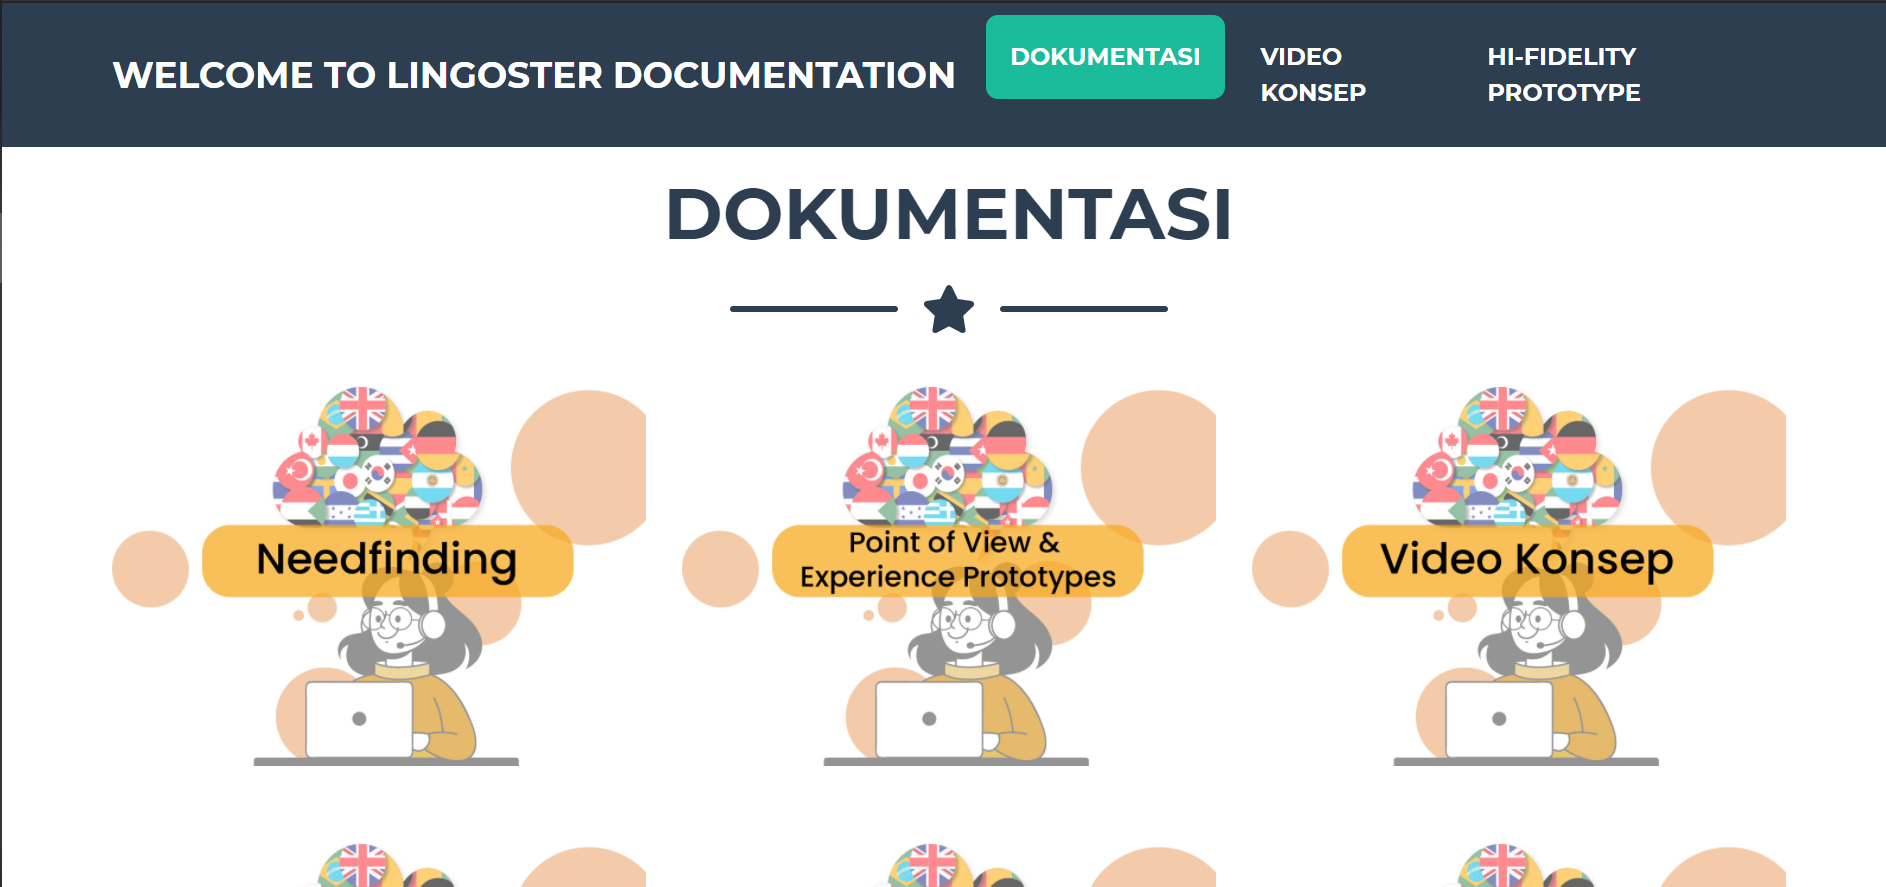 WELCOME TO LINGOSTER DOCUMENTATION
DOKUMENTASI
VIDEO
KONSEP
HI-FIDELITY
PROTOTYPE
DOKUMENTASI
Needfinding
Point of View &
Experience Prototypes
Video Konsep